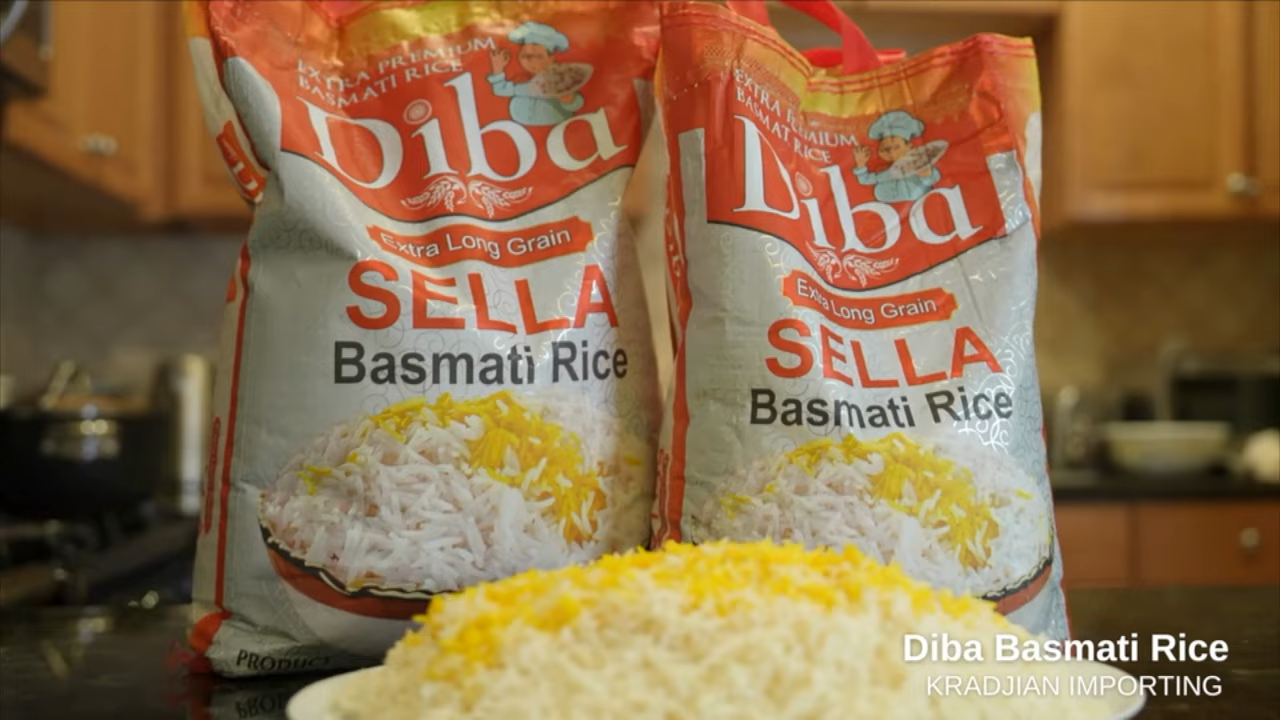 EXTRA PREMIUM
BASMATI RICE
Diba
Extra Long Grain
SELLA
Basmati Rice
PRODUCT
EXTRA PREMIUM
BASMATI RICE
Diba
Extra Long Grain
SELLA
Basmati Rice
Diba Basmati Rice
KRADJIAN IMPORTING